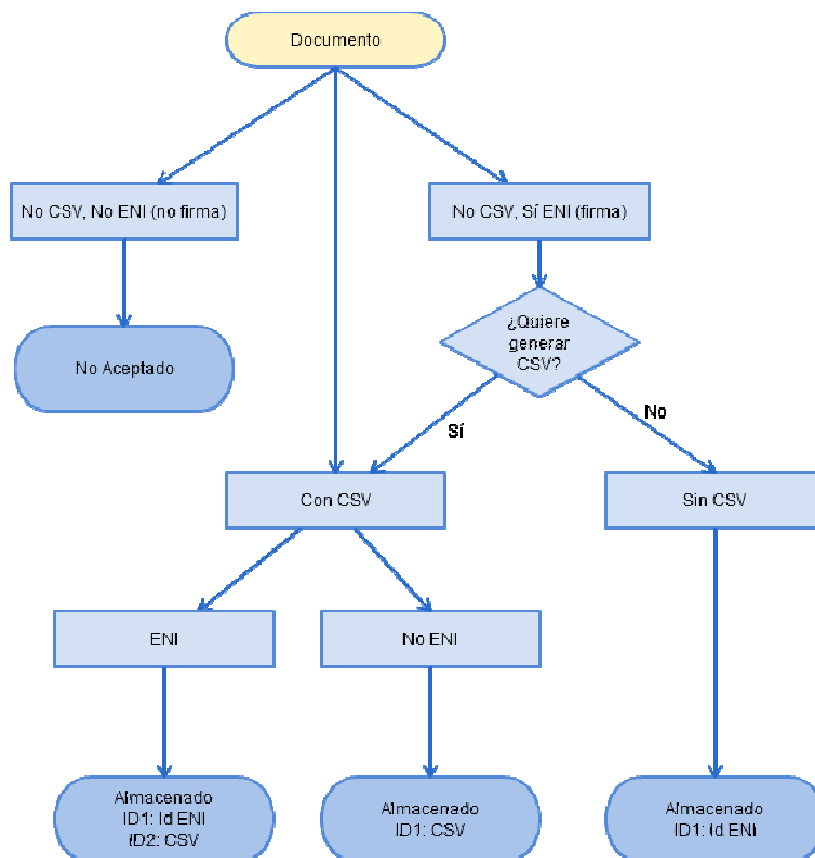 Documento
No CSV, No ENI (no firma)
No CSV, Sí ENI (firma)
¿Quiere
generar
CSV?
No Aceptado
Sí
No
Con CSV
Sin CSV
ENI
No ENI
Almacenado
ID1: Id ENI
ID2: CSV
Almacenado
ID1: CSV
Almacenado
ID1: Id ENI